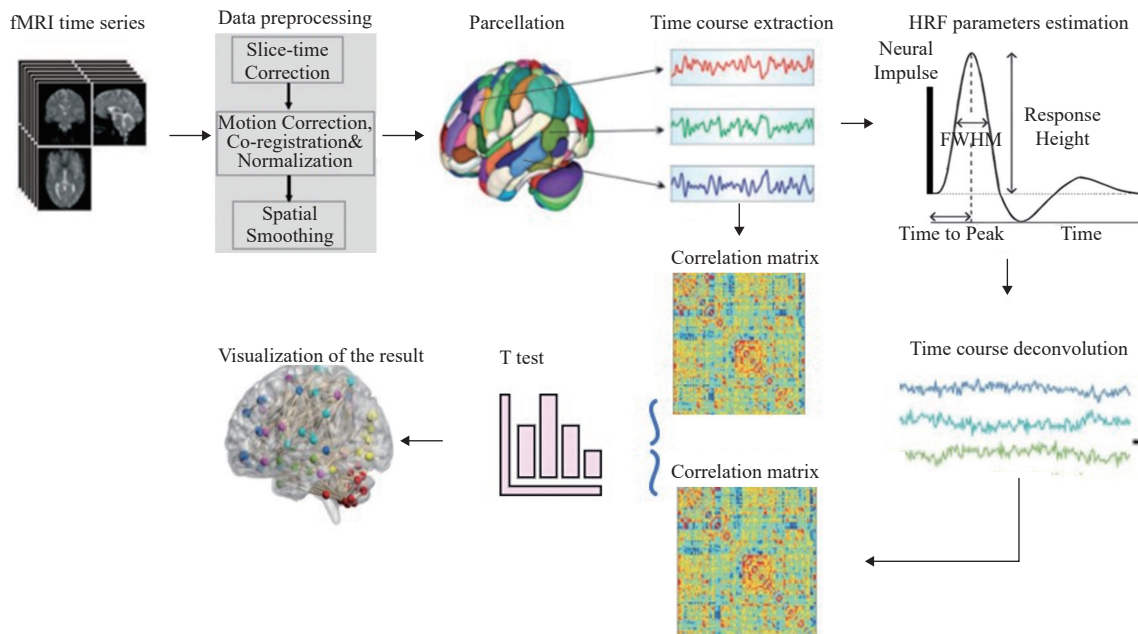 fMRI time series
Data preprocessing
Slice-time
Correction
Motion Correction,
Co-registration&
Normalization
Spatial
Smoothing
Parcellation
Time course extraction
HRF parameters estimation
Neural
Impulse
FWHM
Response
Height
Time to Peak
Time
Correlation matrix
Time course deconvolution
Visualization of the result
T test
Correlation matrix